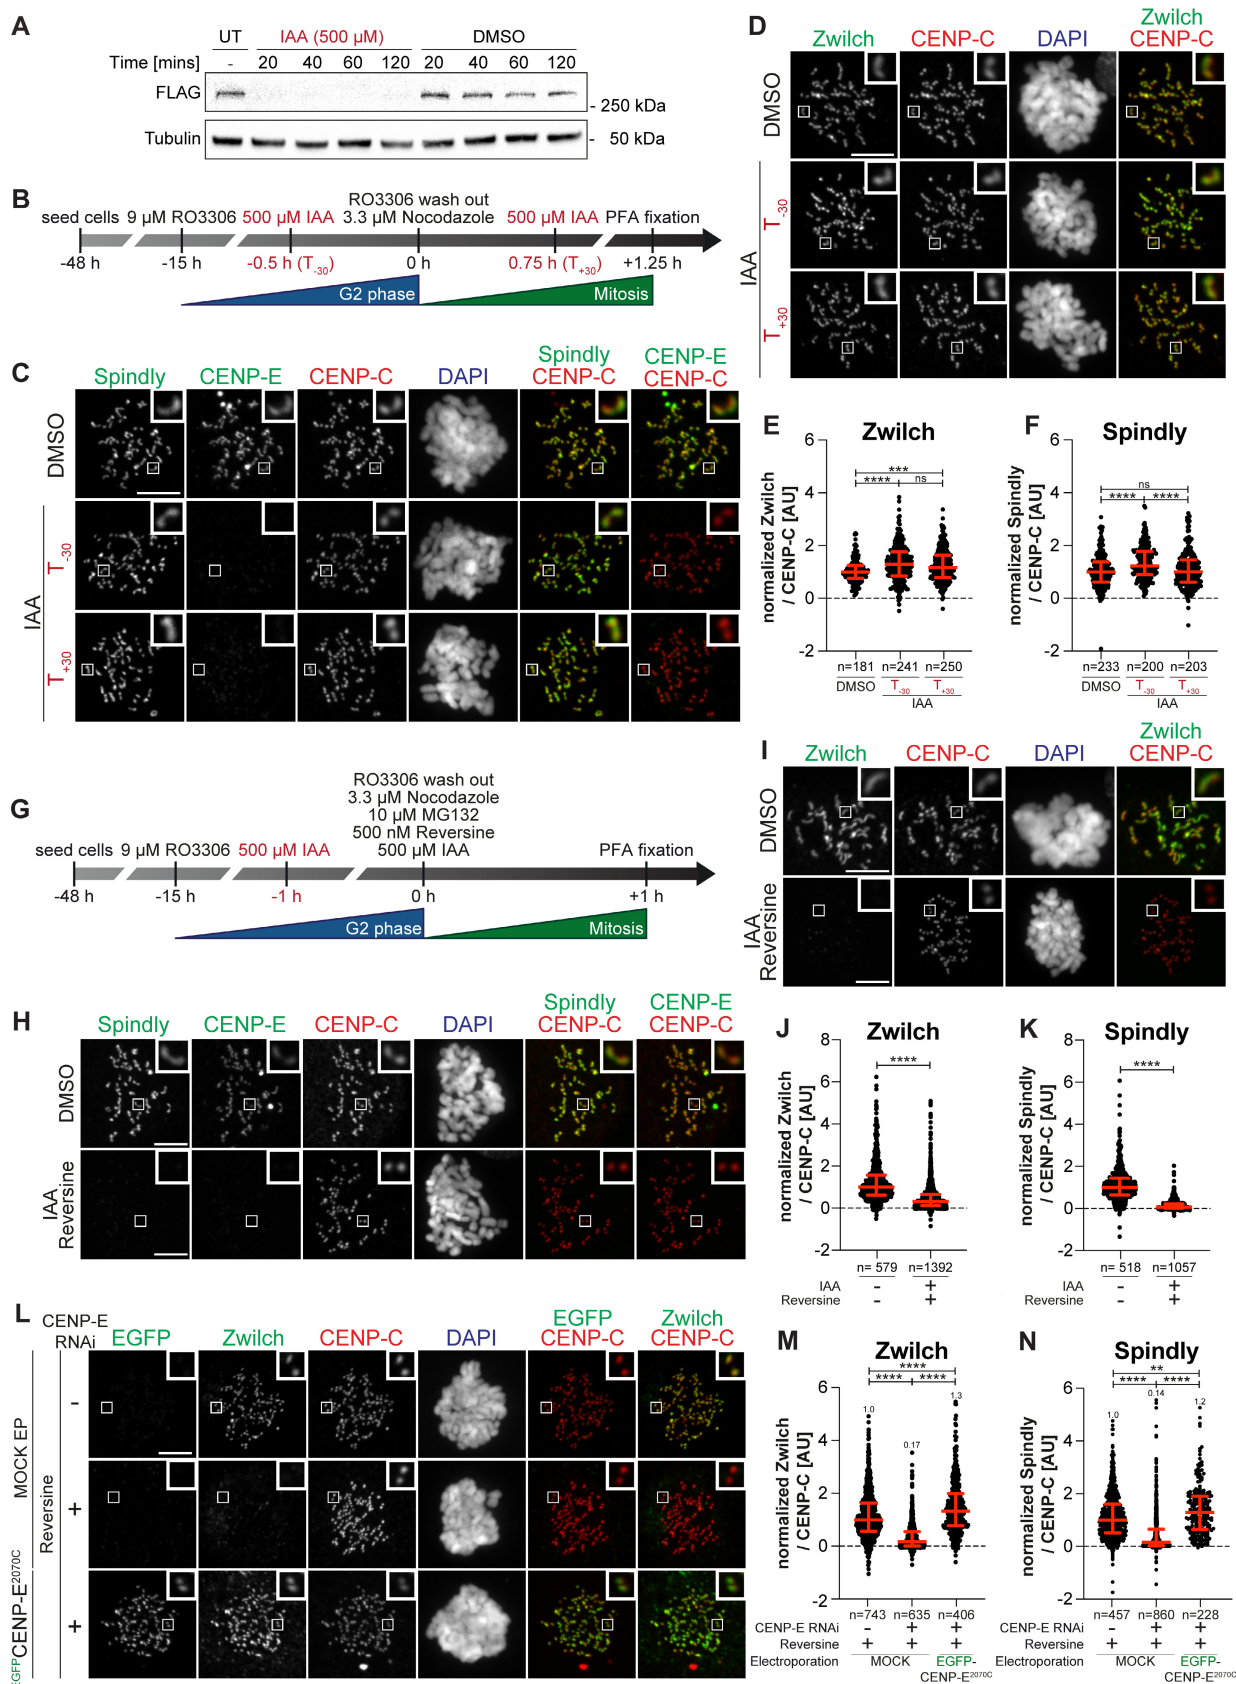 A
UT IAA (500 µM) DMSO
Time [mins] - 20 40 60 120 20 40 60 120
FLAG
- 250 kDa
Tubulin
- 50 kDa
B
RO3306 wash out
seed cells 9 µM RO3306 500 µM IAA 3.3 µM Nocodazole 500 µM IAA PFA fixation
-48 h -15 h -0.5 h (T-30) 0 h 0.75 h (T+30) +1.25 h
G2 phase Mitosis
C
Spindly CENP-E CENP-C DAPI Spindly CENP-C CENP-E CENP-C
DMSO
IAA
T-30
T+30
D
Zwilch CENP-C DAPI Zwilch CENP-C
DMSO
IAA
T-30
T+30
E
Zwilch
normalized Zwilch / CENP-C [AU]
6
4
2
0
-2
***
**** ns
n=181 n=241 n=250
DMSO T-30 T+30
IAA
F
Spindly
normalized Spindly / CENP-C [AU]
6
4
2
0
-2
ns
**** ****
n=233 n=200 n=203
DMSO T-30 T+30
IAA
G
RO3306 wash out
3.3 µM Nocodazole
10 µM MG132
500 nM Reversine
seed cells 9 µM RO3306 500 µM IAA 500 µM IAA PFA fixation
-48 h -15 h -1 h 0 h +1 h
G2 phase Mitosis
H
Spindly CENP-E CENP-C DAPI Spindly CENP-C CENP-E CENP-C
DMSO
IAA
Reversine
I
Zwilch CENP-C DAPI Zwilch CENP-C
DMSO
IAA
Reversine
J
Zwilch
normalized Zwilch / CENP-C [AU]
8
6
4
2
0
-2
****
n= 579 n=1392
IAA - +
Reversine - +
K
Spindly
normalized Spindly / CENP-C [AU]
8
6
4
2
0
-2
****
n= 518 n=1057
IAA - +
Reversine - +
L
CENP-E RNAi EGFP Zwilch CENP-C DAPI EGFP CENP-C Zwilch CENP-C
MOCK EP
Reversine
-
+
EGFPCENP-E2070C
+
M
Zwilch
normalized Zwilch / CENP-C [AU]
6
4
2
0
-2
****
**** ****
1.0 0.17 1.3
n=743 n=635 n=406
CENP-E RNAi - + +
Reversine + + +
Electroporation MOCK EGFP-CENP-E2070C
N
Spindly
normalized Spindly / CENP-C [AU]
6
4
2
0
-2
**
**** ****
1.0 0.14 1.2
n=457 n=860 n=228
CENP-E RNAi - + +
Reversine + + +
Electroporation MOCK EGFP-CENP-E2070C